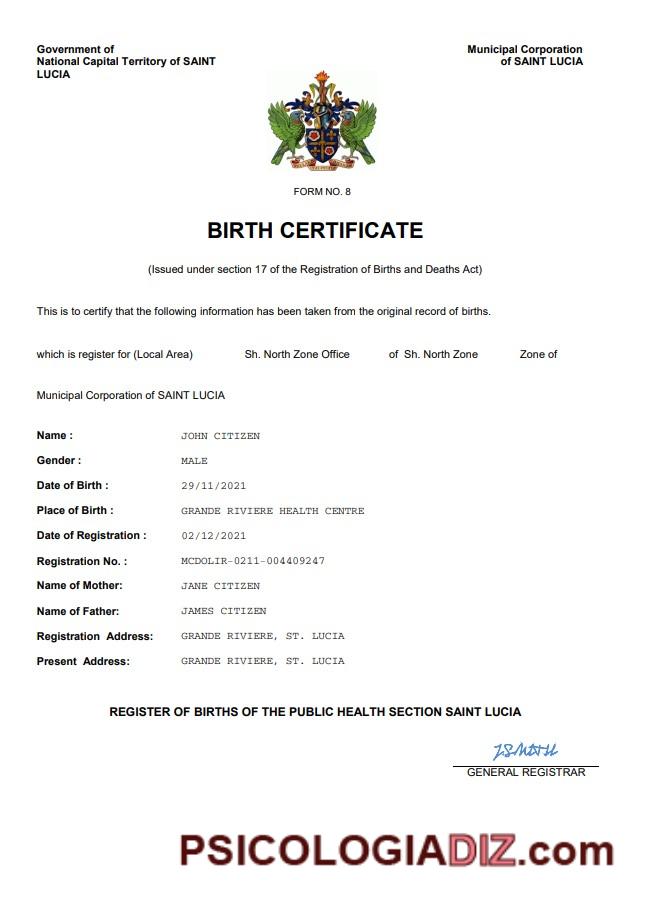 Government of
National Capital Territory of SAINT
LUCIA
Municipal Corporation
of SAINT LUCIA
FORM NO. 8
BIRTH CERTIFICATE
(Issued under section 17 of the Registration of Births and Deaths Act)
This is to certify that the following information has been taken from the original record of births.
which is register for (Local Area) Sh. North Zone Office of Sh. North Zone Zone of
Municipal Corporation of SAINT LUCIA
Name : JOHN CITIZEN
Gender : MALE
Date of Birth : 29/11/2021
Place of Birth : GRANDE RIVIERE HEALTH CENTRE
Date of Registration : 02/12/2021
Registration No. : MCDOLIR-0211-004409247
Name of Mother: JANE CITIZEN
Name of Father: JAMES CITIZEN
Registration Address: GRANDE RIVIERE, ST. LUCIA
Present Address: GRANDE RIVIERE, ST. LUCIA
REGISTER OF BIRTHS OF THE PUBLIC HEALTH SECTION SAINT LUCIA
GENERAL REGISTRAR
PSICOLOGIADIZ.com